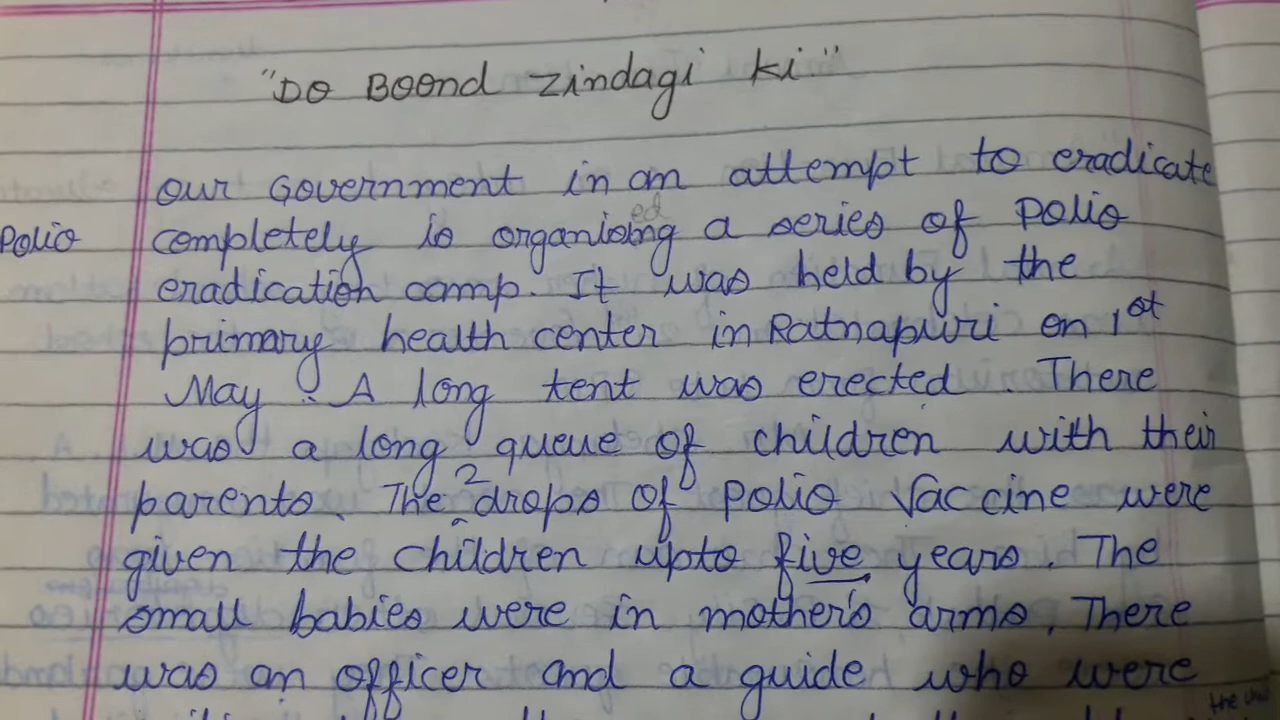 "DO BOOnd Zindagi ki"
our Government in an attempt to eradicate
Polio completely is organising ed a series of Polio
eradication camp. It was held by the
primary health center in Ratnapuri on 1st
May. A long tent was erected. There
was a long queue of children with their
parents. The 2 drops of Polio Vaccine were
given the children upto five years. The
small babies were in mother's arms. There
was an officer and a guide who were
the